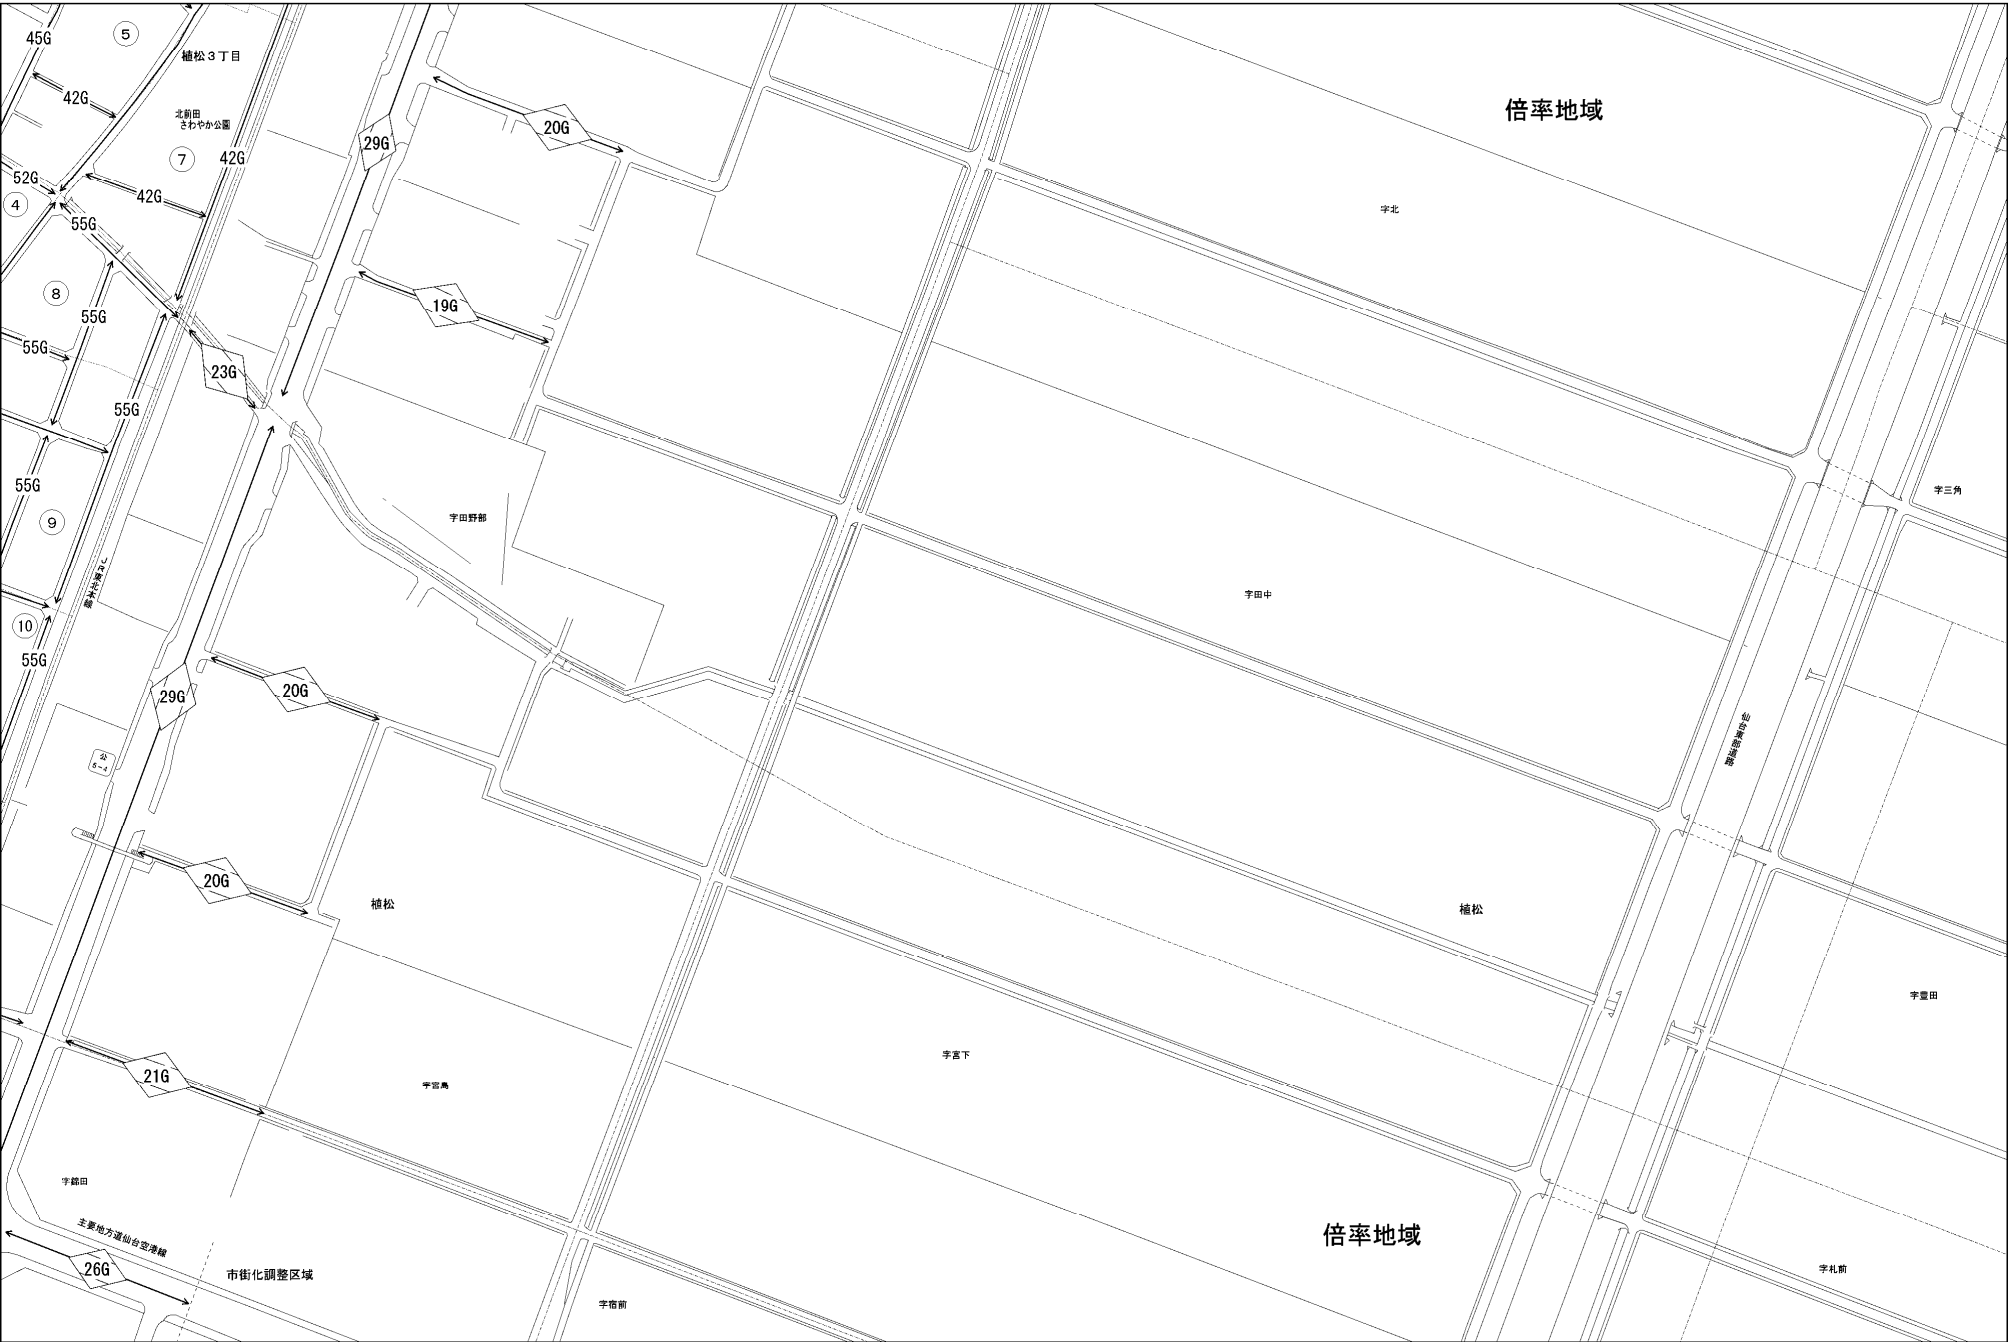 45G
5
植松3丁目
42G
北前田
さわやか公園
7
42G
29G
20G
倍率地域
52G
4
42G
55G
字北
8
55G
19G
55G
23G
55G
55G
9
字田野部
字三角
JR東北本線
10
55G
字田中
29G
20G
仙台東部道路
公
5-4
20G
植松
植松
字豊田
21G
字宮島
字宮下
字錦田
主要地方道仙台空港線
26G
市街化調整区域
倍率地域
字札前
字宿前